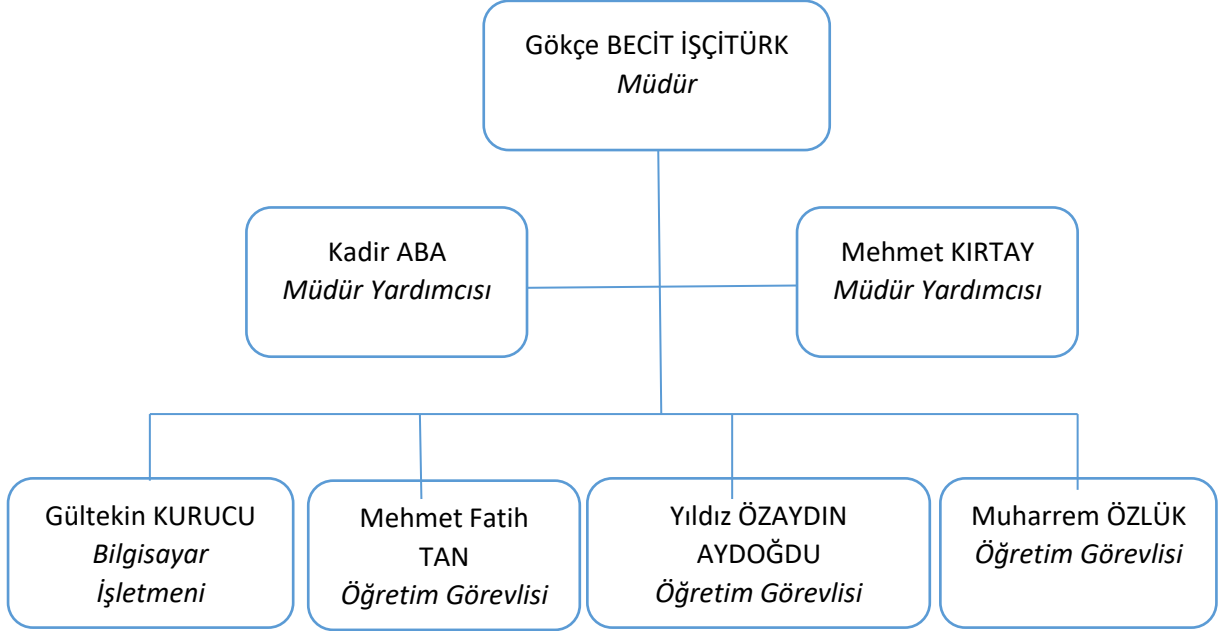 Gökçe BECİT İŞÇİTÜRK
Müdür
Kadir ABA
Müdür Yardımcısı
Mehmet KIRTAY
Müdür Yardımcısı
Gültekin KURUCU
Bilgisayar
İşletmeni
Mehmet Fatih
TAN
Öğretim Görevlisi
Yıldız ÖZAYDIN
AYDOĞDU
Öğretim Görevlisi
Muharrem ÖZLÜK
Öğretim Görevlisi